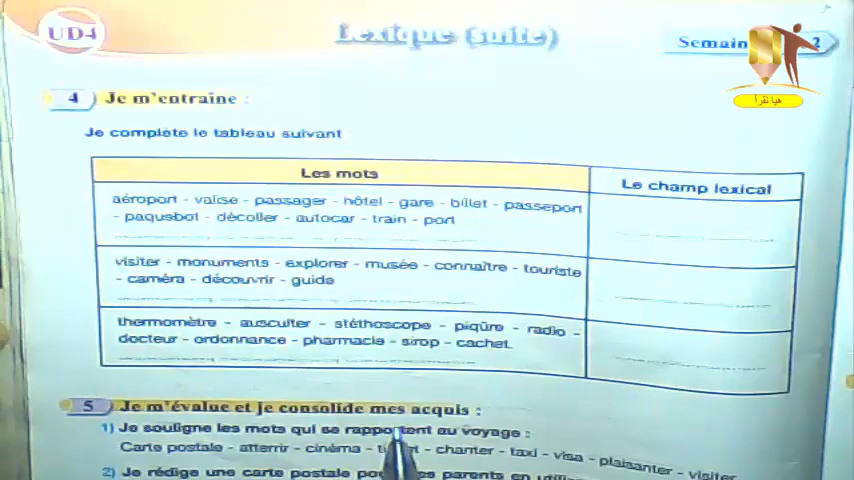 UD4
Lexique (suite)
Semain 2
هيا نقرأ
4 Je m'entraîne :
Je complète le tableau suivant
Les mots
Le champ lexical
aéroport - valise - passager - hôtel - gare - billet - passeport
- paquebot - décoller - autocar - train - port
visiter - monuments - explorer - musée - connaître - touriste
- caméra - découvrir - guide
thermomètre - ausculter - stéthoscope - piqûre - radio -
docteur - ordonnance - pharmacie - sirop - cachet.
5 Je m'évalue et je consolide mes acquis :
1) Je souligne les mots qui se rapportent au voyage :
Carte postale - atterrir - cinéma - - chanter - taxi - visa - plaisanter - visiter
2) Je rédige une carte postale parents en